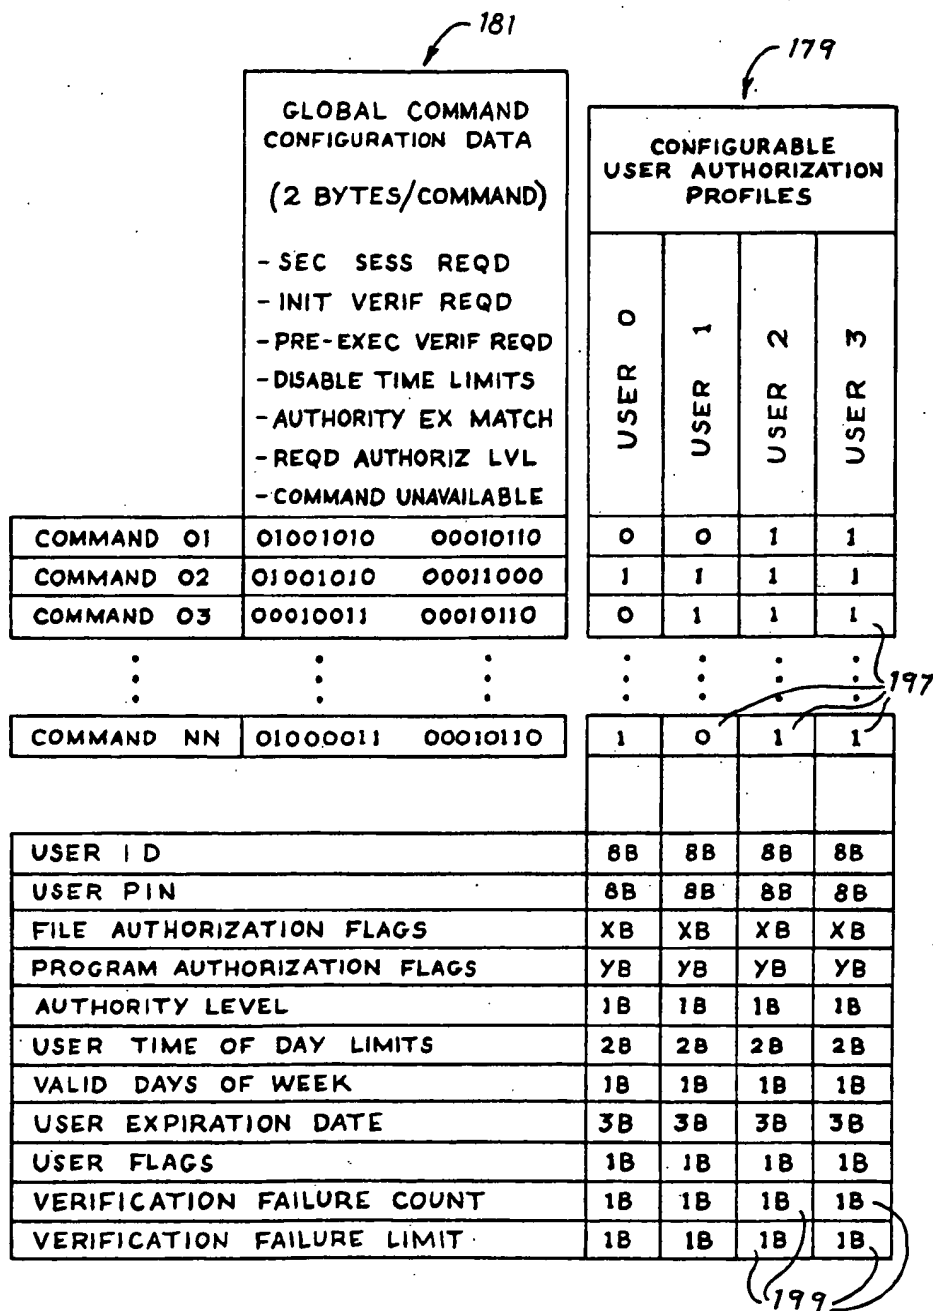 181
179
GLOBAL COMMAND
CONFIGURATION DATA
(2 BYTES/COMMAND)
- SEC SESS REQD
- INIT VERIF REQD
- PRE-EXEC VERIF REQD
- DISABLE TIME LIMITS
- AUTHORITY EX MATCH
- REQD AUTHORIZ LVL
- COMMAND UNAVAILABLE
CONFIGURABLE
USER AUTHORIZATION
PROFILES
USER 0
USER 1
USER 2
USER 3
COMMAND 01 01001010 00010110 0 0 1 1
COMMAND 02 01001010 00011000 1 1 1 1
COMMAND 03 00010011 00010110 0 1 1 1
197
COMMAND NN 01000011 00010110 1 0 1 1
USER ID 8B 8B 8B 8B
USER PIN 8B 8B 8B 8B
FILE AUTHORIZATION FLAGS XB XB XB XB
PROGRAM AUTHORIZATION FLAGS YB YB YB YB
AUTHORITY LEVEL 1B 1B 1B 1B
USER TIME OF DAY LIMITS 2B 2B 2B 2B
VALID DAYS OF WEEK 1B 1B 1B 1B
USER EXPIRATION DATE 3B 3B 3B 3B
USER FLAGS 1B 1B 1B 1B
VERIFICATION FAILURE COUNT 1B 1B 1B 1B
VERIFICATION FAILURE LIMIT 1B 1B 1B 1B
199